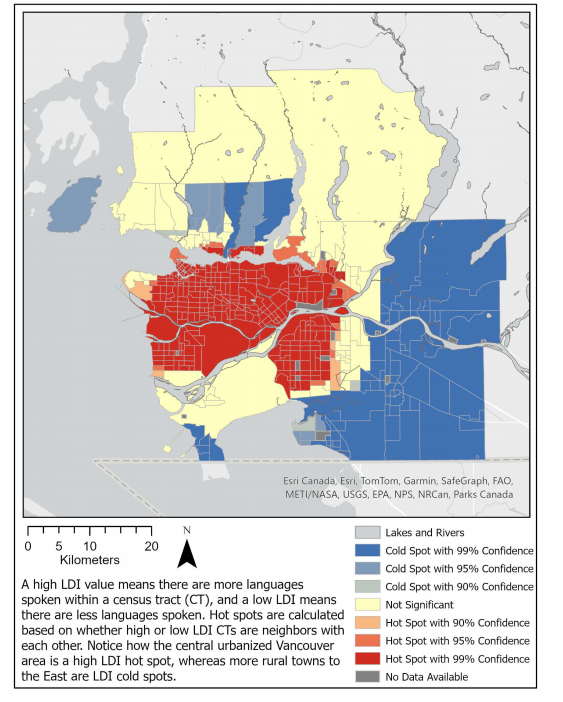 Esri Canada, Esri, TomTom, Garmin, SafeGraph, FAO,
METI/NASA, USGS, EPA, NPS, NRCan, Parks Canada
0 5 10 20
Kilometers
N
A high LDI value means there are more languages
spoken within a census tract (CT), and a low LDI means
there are less languages spoken. Hot spots are calculated
based on whether high or low LDI CTs are neighbors with
each other. Notice how the central urbanized Vancouver
area is a high LDI hot spot, whereas more rural towns to
the East are LDI cold spots.
Lakes and Rivers
Cold Spot with 99% Confidence
Cold Spot with 95% Confidence
Cold Spot with 90% Confidence
Not Significant
Hot Spot with 90% Confidence
Hot Spot with 95% Confidence
Hot Spot with 99% Confidence
No Data Available